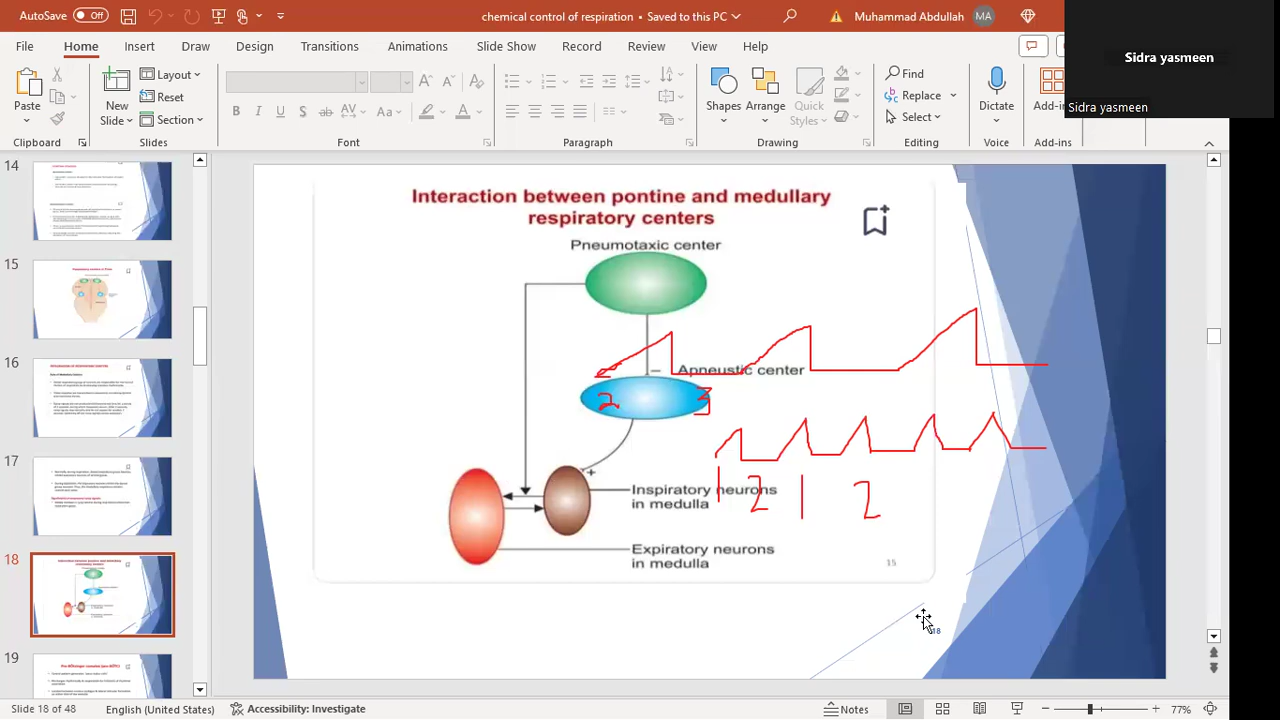 AutoSave Off
chemical control of respiration • Saved to this PC
Muhammad Abdullah MA
Sidra yasmeen
Sidra yasmeen
File Home Insert Draw Design Transitions Animations Slide Show Record Review View Help
Paste
New
Slide
Layout
Reset
Section
B I U S ab AV Aa A
Shapes
Arrange
Quick
Styles
Find
Replace
Select
Dictate
Add-in
Clipboard Slides Font Paragraph Drawing Editing Voice Add-ins
14
15
16
17
18
19
Interaction between pontine and medullary
respiratory centers
Pneumotaxic center
Apneustic center
2 3
Inspiratory neurons
in medulla
Expiratory neurons
in medulla
2 2
15
18
Slide 18 of 48 English (United States) Accessibility: Investigate Notes 77%